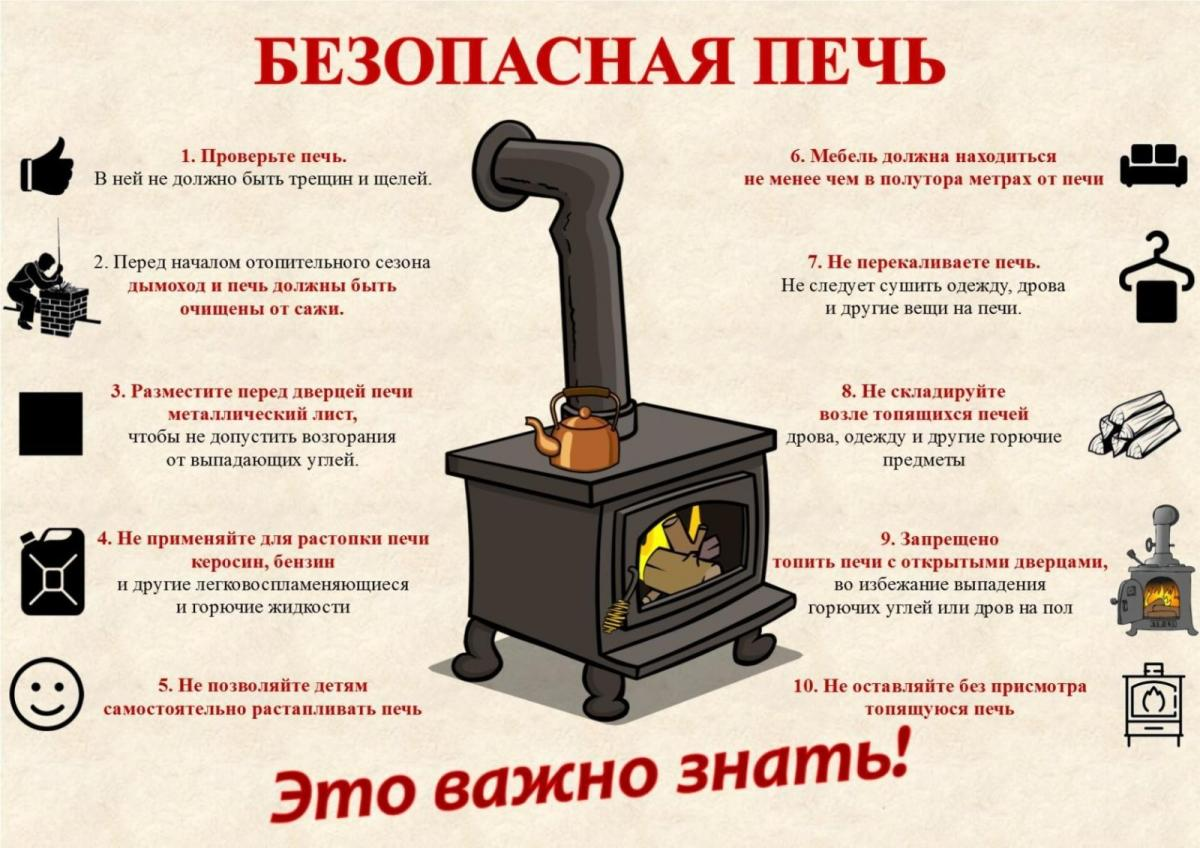 БЕЗОПАСНАЯ ПЕЧЬ
1. Проверьте печь.
В ней не должно быть трещин и щелей.
2. Перед началом отопительного сезона
дымоход и печь должны быть
очищены от сажи.
3. Разместите перед дверцей печи
металлический лист,
чтобы не допустить возгорания
от выпадающих углей.
4. Не применяйте для растопки печи
керосин, бензин
и другие легковоспламеняющиеся
и горючие жидкости
5. Не позволяйте детям
самостоятельно растапливать печь
6. Мебель должна находиться
не менее чем в полутора метрах от печи
7. Не перекаливаете печь.
Не следует сушить одежду, дрова
и другие вещи на печи.
8. Не складируйте
возле топящихся печей
дрова, одежду и другие горючие
предметы
9. Запрещено
топить печи с открытыми дверцами,
во избежание выпадения
горючих углей или дров на пол
10. Не оставляйте без присмотра
топящуюся печь
Это важно знать!